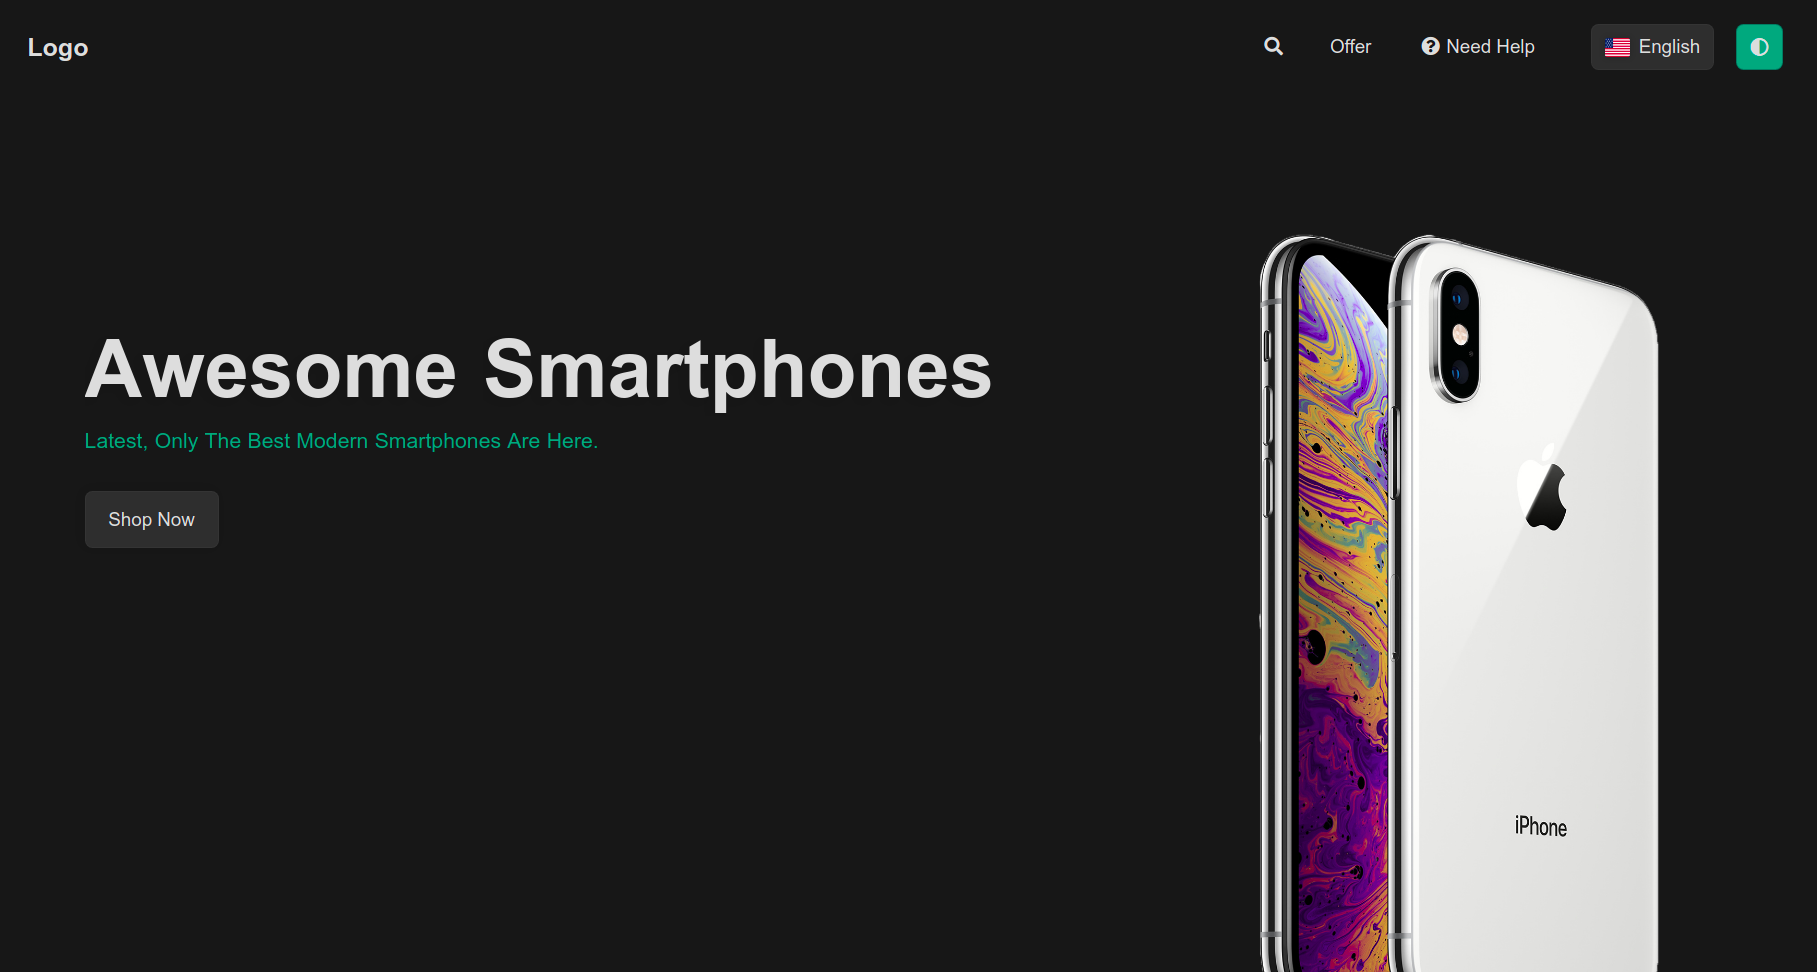 Logo
Offer
Need Help
English
Awesome Smartphones
Latest, Only The Best Modern Smartphones Are Here.
Shop Now
iPhone